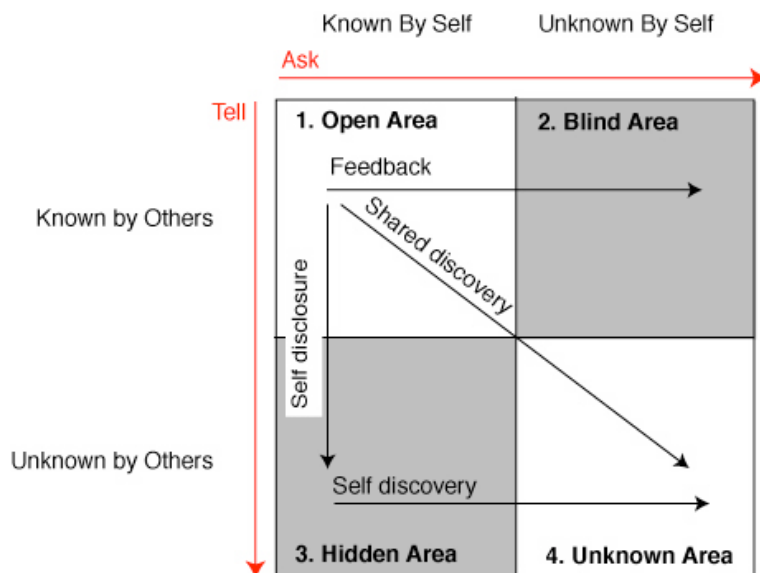 Known By Self
Unknown By Self
Ask
Tell
1. Open Area
2. Blind Area
Feedback
Known by Others
Shared discovery
Self disclosure
Unknown by Others
Self discovery
3. Hidden Area
4. Unknown Area